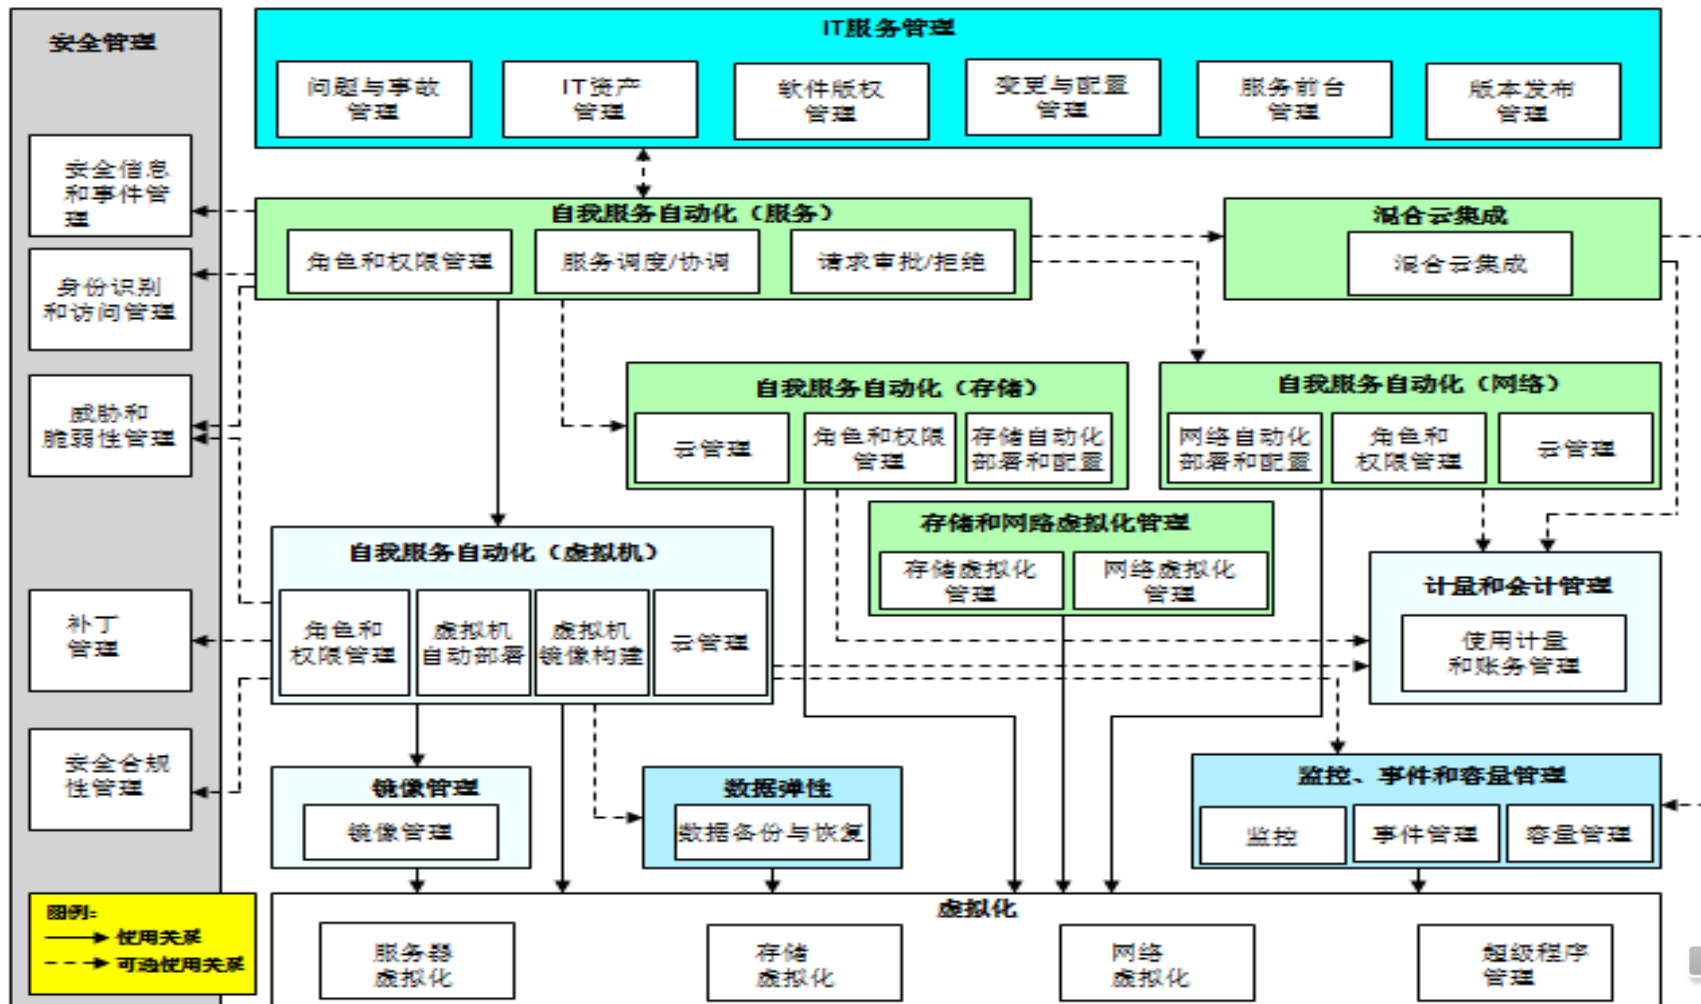 安全管理
安全信息
和事件管
理
身份识别
和访问管理
威胁和
脆弱性管理
补丁
管理
安全合规
性管理
IT服务管理
问题与事故
管理
IT资产
管理
软件版权
管理
变更与配置
管理
服务前台
管理
版本发布
管理
自我服务自动化（服务）
角色和权限管理
服务调度/协调
请求审批/拒绝
混合云集成
混合云集成
自我服务自动化（存储）
云管理
角色和权限
管理
存储自动化
部署和配置
自我服务自动化（网络）
网络自动化
部署和配置
角色和
权限管理
云管理
存储和网络虚拟化管理
存储虚拟化
管理
网络虚拟化
管理
自我服务自动化（虚拟机）
角色和
权限管理
虚拟机
自动部署
虚拟机
镜像构建
云管理
计量和会计管理
使用计量
和账务管理
镜像管理
镜像管理
数据弹性
数据备份与恢复
监控、事件和容量管理
监控
事件管理
容量管理
图例：
使用关系
可选使用关系
虚拟化
服务器
虚拟化
存储
虚拟化
网络
虚拟化
超级程序
管理